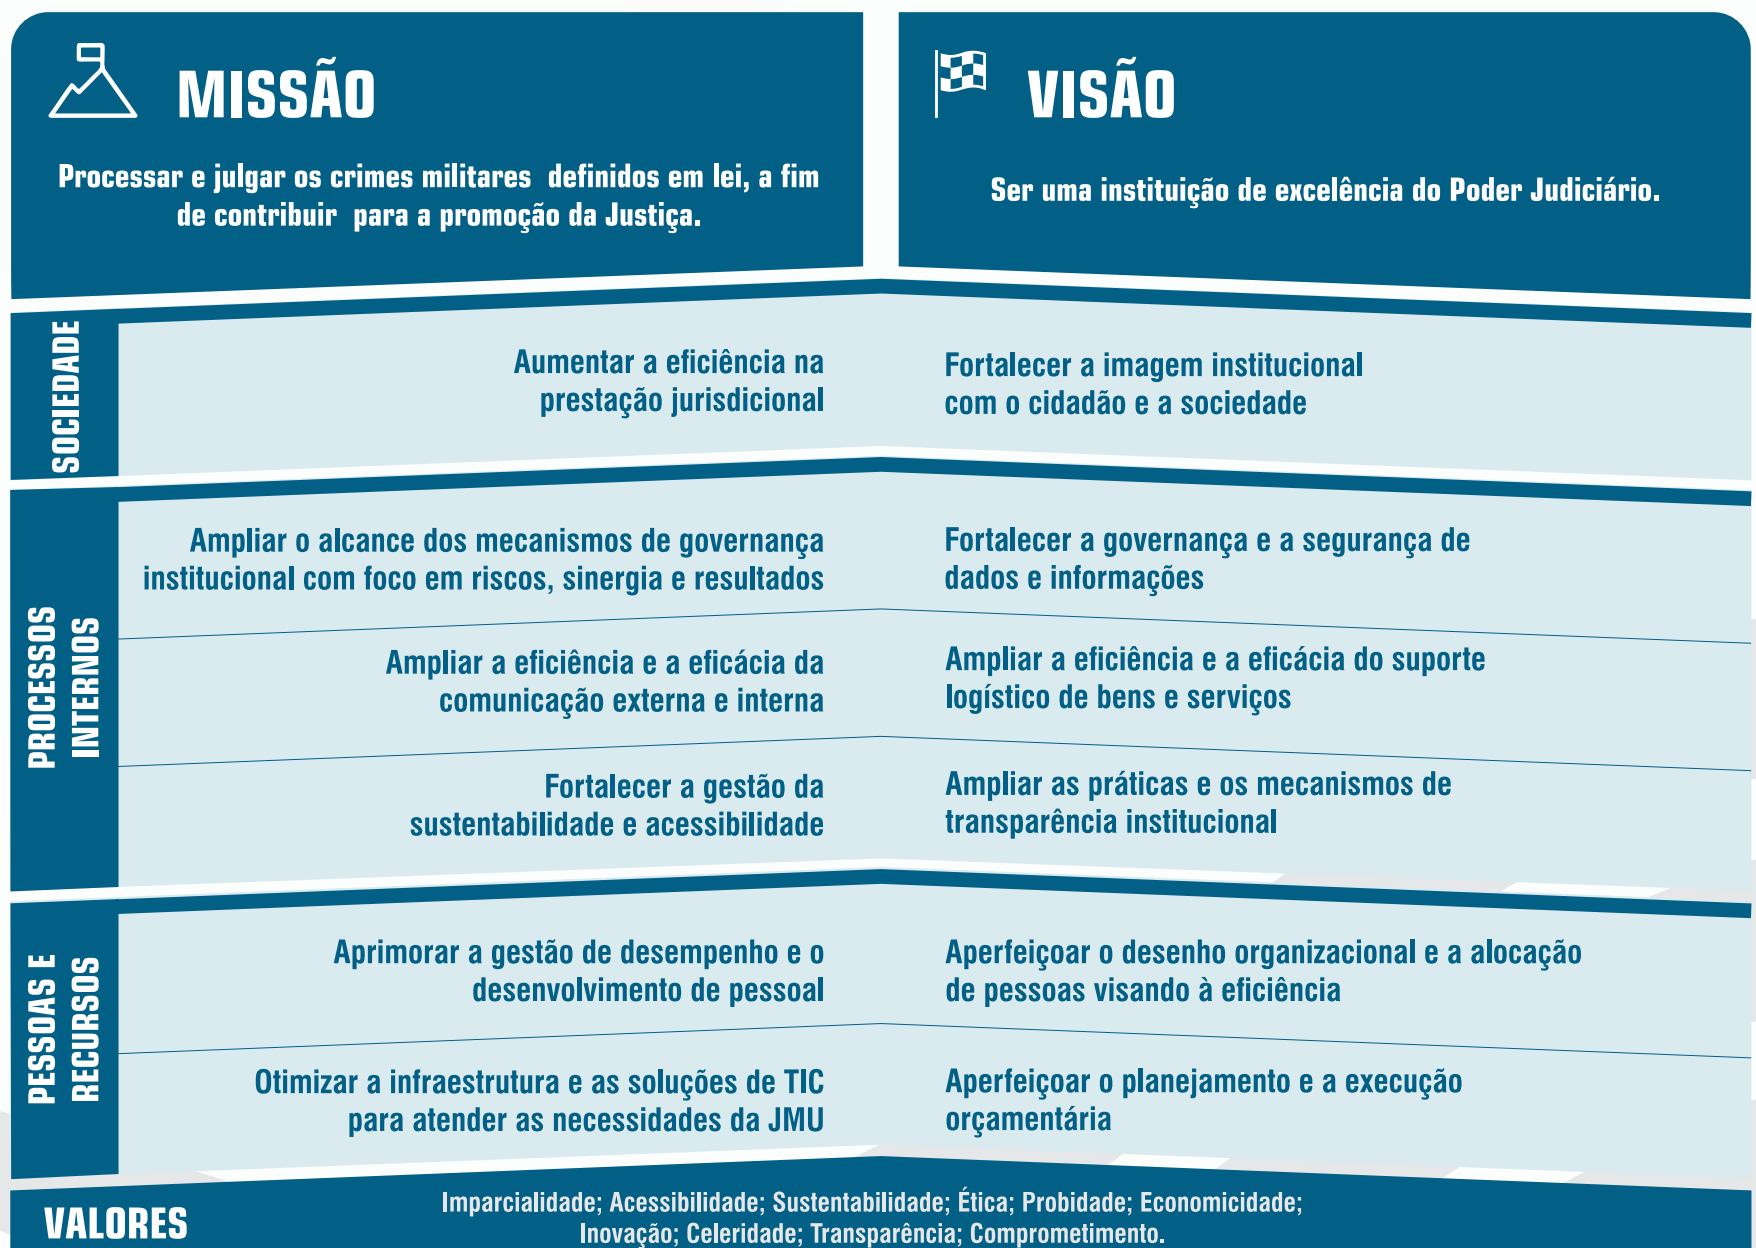 MISSÃO
Processar e julgar os crimes militares definidos em lei, a fim
de contribuir para a promoção da Justiça.
VISÃO
Ser uma instituição de excelência do Poder Judiciário.
SOCIEDADE
Aumentar a eficiência na
prestação jurisdicional
Fortalecer a imagem institucional
com o cidadão e a sociedade
PROCESSOS
INTERNOS
Ampliar o alcance dos mecanismos de governança
institucional com foco em riscos, sinergia e resultados
Fortalecer a governança e a segurança de
dados e informações
Ampliar a eficiência e a eficácia da
comunicação externa e interna
Ampliar a eficiência e a eficácia do suporte
logístico de bens e serviços
Fortalecer a gestão da
sustentabilidade e acessibilidade
Ampliar as práticas e os mecanismos de
transparência institucional
PESSOAS E
RECURSOS
Aprimorar a gestão de desempenho e o
desenvolvimento de pessoal
Aperfeiçoar o desenho organizacional e a alocação
de pessoas visando à eficiência
Otimizar a infraestrutura e as soluções de TIC
para atender as necessidades da JMU
Aperfeiçoar o planejamento e a execução
orçamentária
VALORES
Imparcialidade; Acessibilidade; Sustentabilidade; Ética; Probidade; Economicidade;
Inovação; Celeridade; Transparência; Comprometimento.